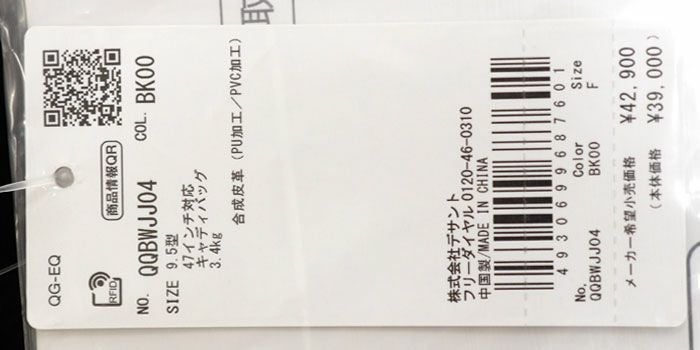 取
QG-EQ
RFID
商品情報QR
NO. QQBWJJ04 COL. BK00
SIZE 9.5型
47インチ対応
キャディバッグ
3.4kg
合成皮革 (PU加工/PVC加工)
株式会社デサント
フリーダイヤル 0120-46-0310
中国製/MADE IN CHINA
4930699687601
No, Color Size
QQBWJJ04 BK00 F
メーカー希望小売価格 ¥42,900
(本体価格 ¥39,000)